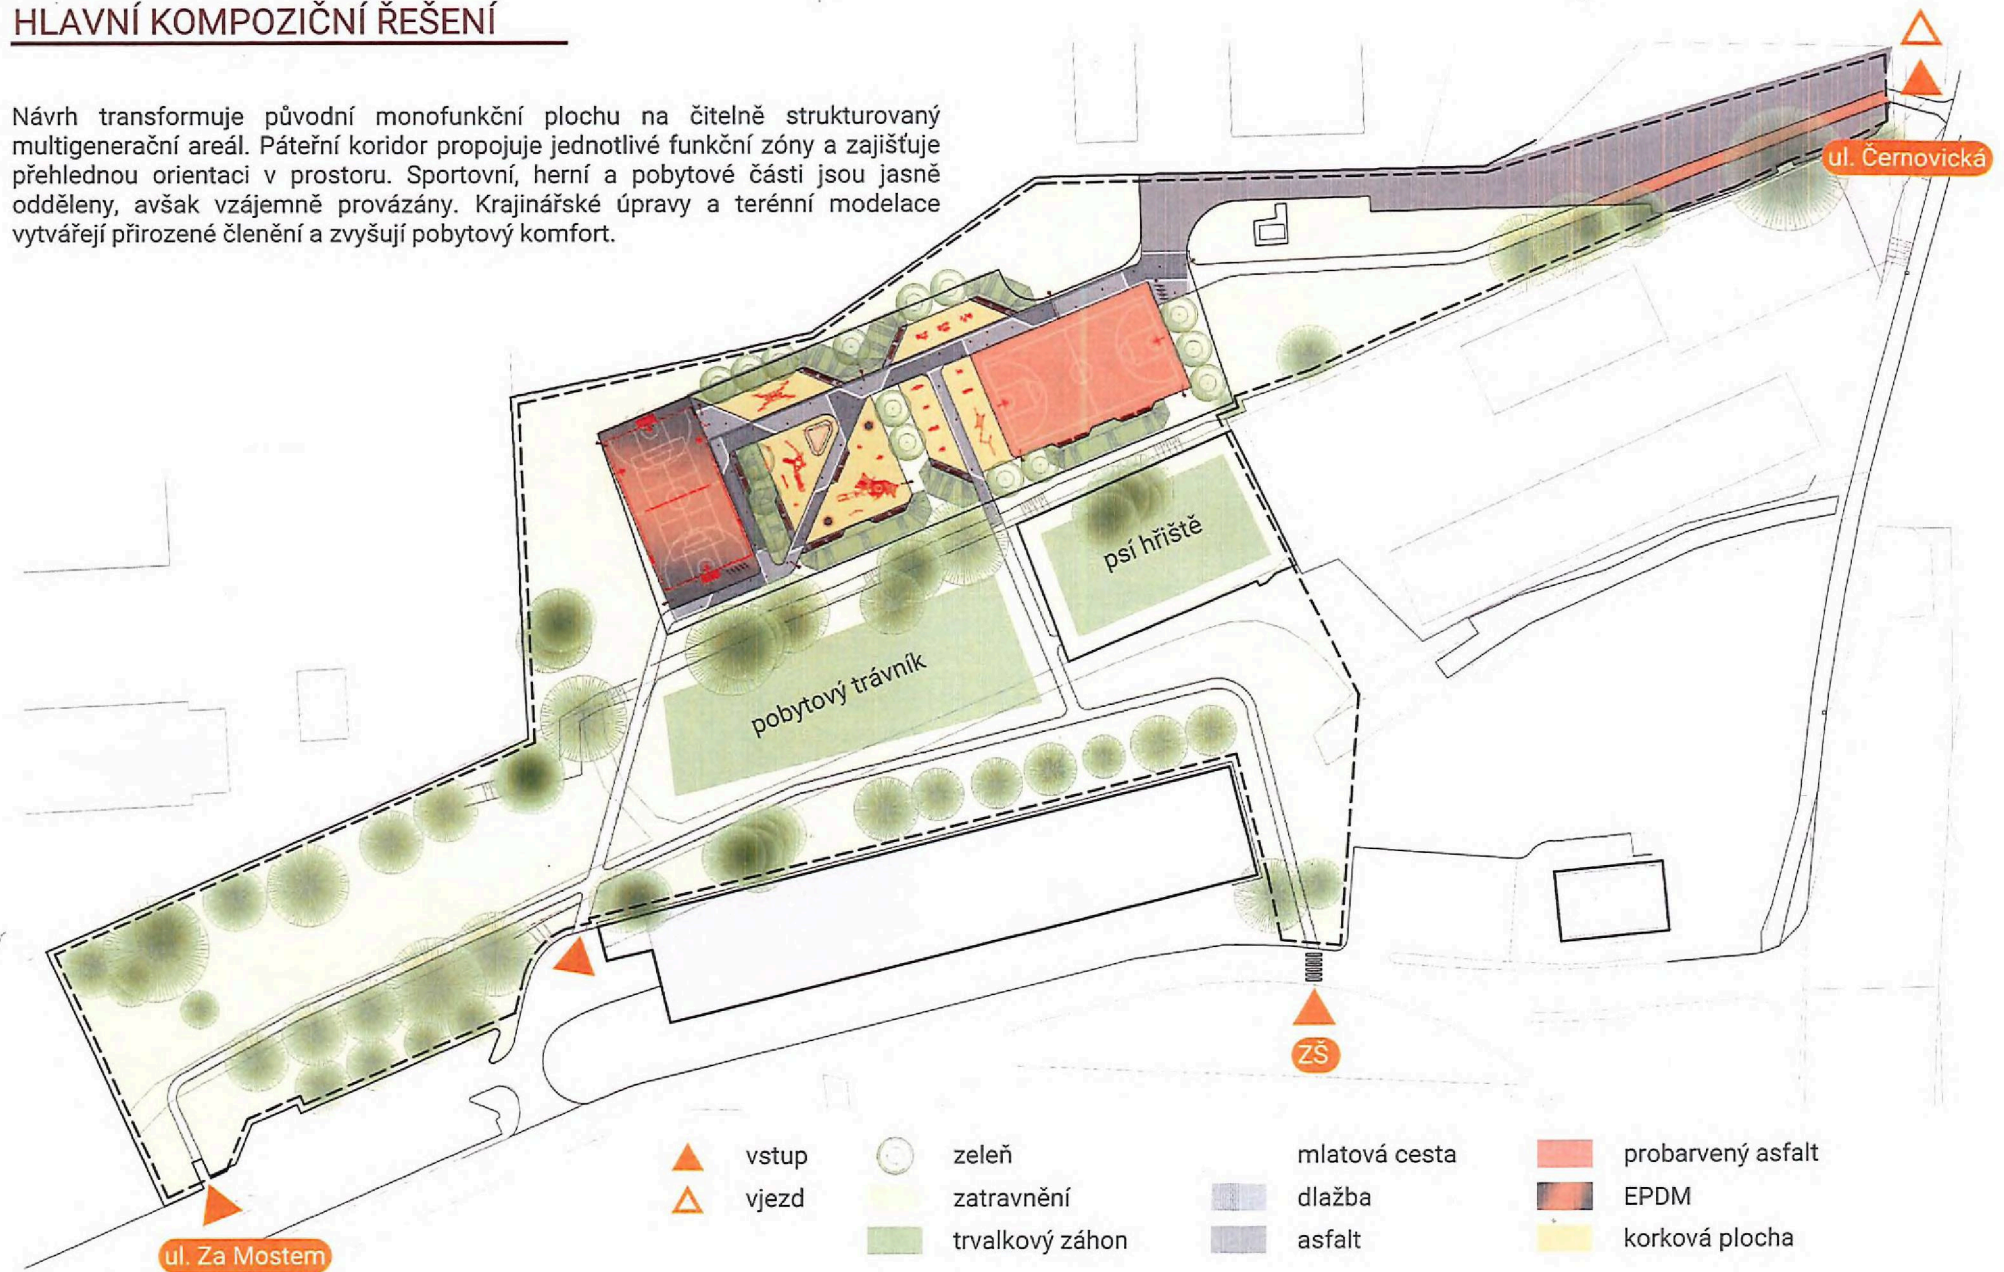 HLAVNÍ KOMPOZIČNÍ ŘEŠENÍ
Návrh transformuje původní monofunkční plochu na čitelně strukturovaný
multigenerační areál. Páteřní koridor propojuje jednotlivé funkční zóny a zajišťuje
přehlednou orientaci v prostoru. Sportovní, herní a pobytové části jsou jasně
odděleny, avšak vzájemně provázány. Krajinářské úpravy a terénní modelace
vytvářejí přirozené členění a zvyšují pobytový komfort.
ul. Černovická
psí hřiště
pobytový trávník
ZŠ
ul. Za Mostem
vstup
vjezd
zeleň
zatravnění
trvalkový záhon
mlatová cesta
dlažba
asfalt
probarvený asfalt
EPDM
korková plocha